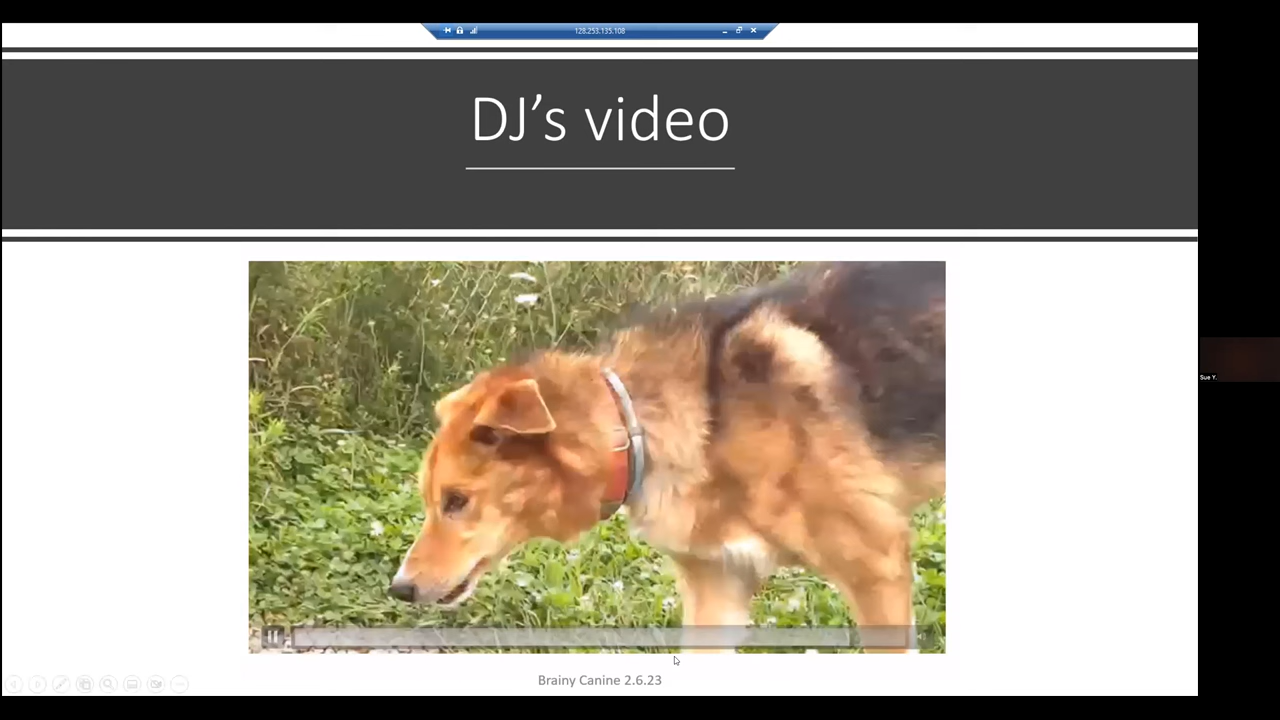 128.253.135.108
DJ’s video
Sue Y.
Brainy Canine 2.6.23